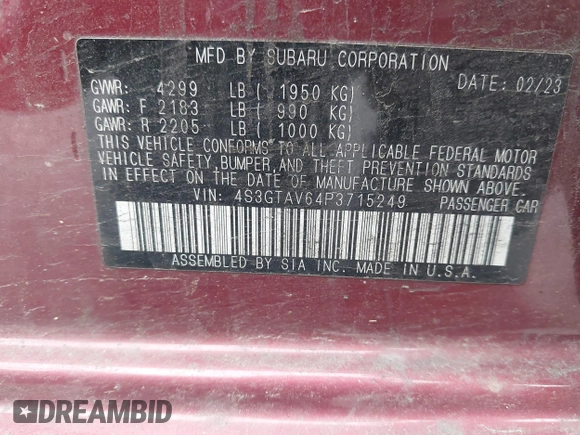 MFD BY SUBARU CORPORATION
DATE: 02/23
GVWR: 4299 LB ( 1950 KG)
GAWR: F 2183 LB ( 990 KG)
GAWR: R 2205 LB ( 1000 KG)
THIS VEHICLE CONFORMS TO ALL APPLICABLE FEDERAL MOTOR
VEHICLE SAFETY, BUMPER AND THEFT PREVENTION STANDARDS
IN EFFECT ON THE DATE OF MANUFACTURE SHOWN ABOVE.
VIN: 4S3GTAV64P3715249 PASSENGER CAR
ASSEMBLED BY SIA INC. MADE IN U.S.A.
DREAMBID